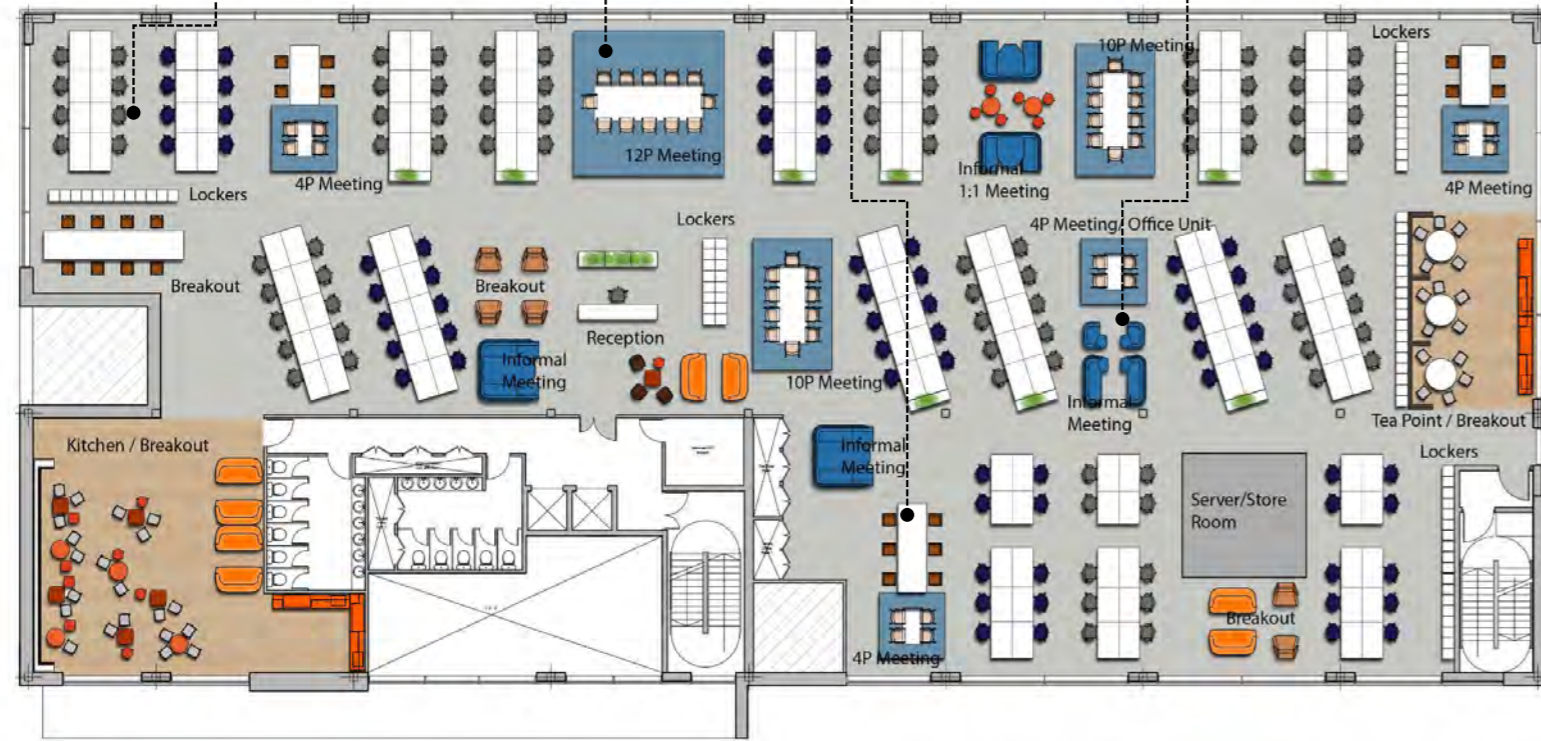 Lockers
10P Meeting
12P Meeting
Informal
1:1 Meeting
4P Meeting
4P Meeting
Lockers
Lockers
4P Meeting/ Office Unit
Breakout
Breakout
Reception
Informal
Meeting
10P Meeting
Informal
Meeting
Tea Point / Breakout
Kitchen / Breakout
Informal
Meeting
Lockers
Server/Store
Room
Breakout
4P Meeting